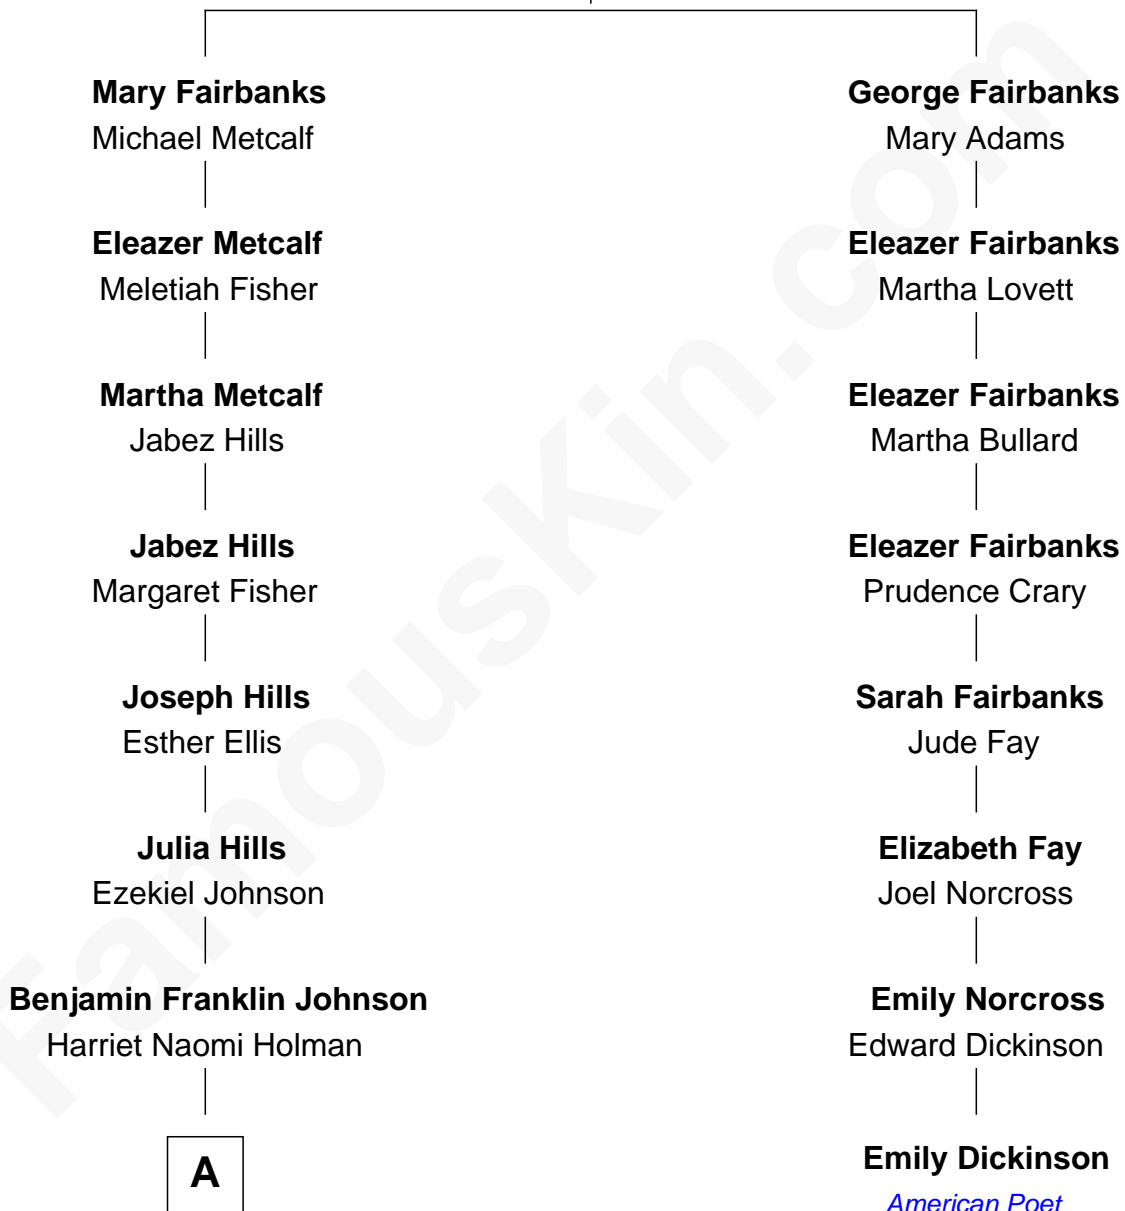 Mary Fairbanks
Michael Metcalf
George Fairbanks
Mary Adams
Eleazer Metcalf
Meletiah Fisher
Eleazer Fairbanks
Martha Lovett
Martha Metcalf
Jabez Hills
Eleazer Fairbanks
Martha Bullard
Jabez Hills
Margaret Fisher
Eleazer Fairbanks
Prudence Crary
Joseph Hills
Esther Ellis
Sarah Fairbanks
Jude Fay
Julia Hills
Ezekiel Johnson
Elizabeth Fay
Joel Norcross
Benjamin Franklin Johnson
Harriet Naomi Holman
Emily Norcross
Edward Dickinson
A
Emily Dickinson
American Poet
FamousKin.com